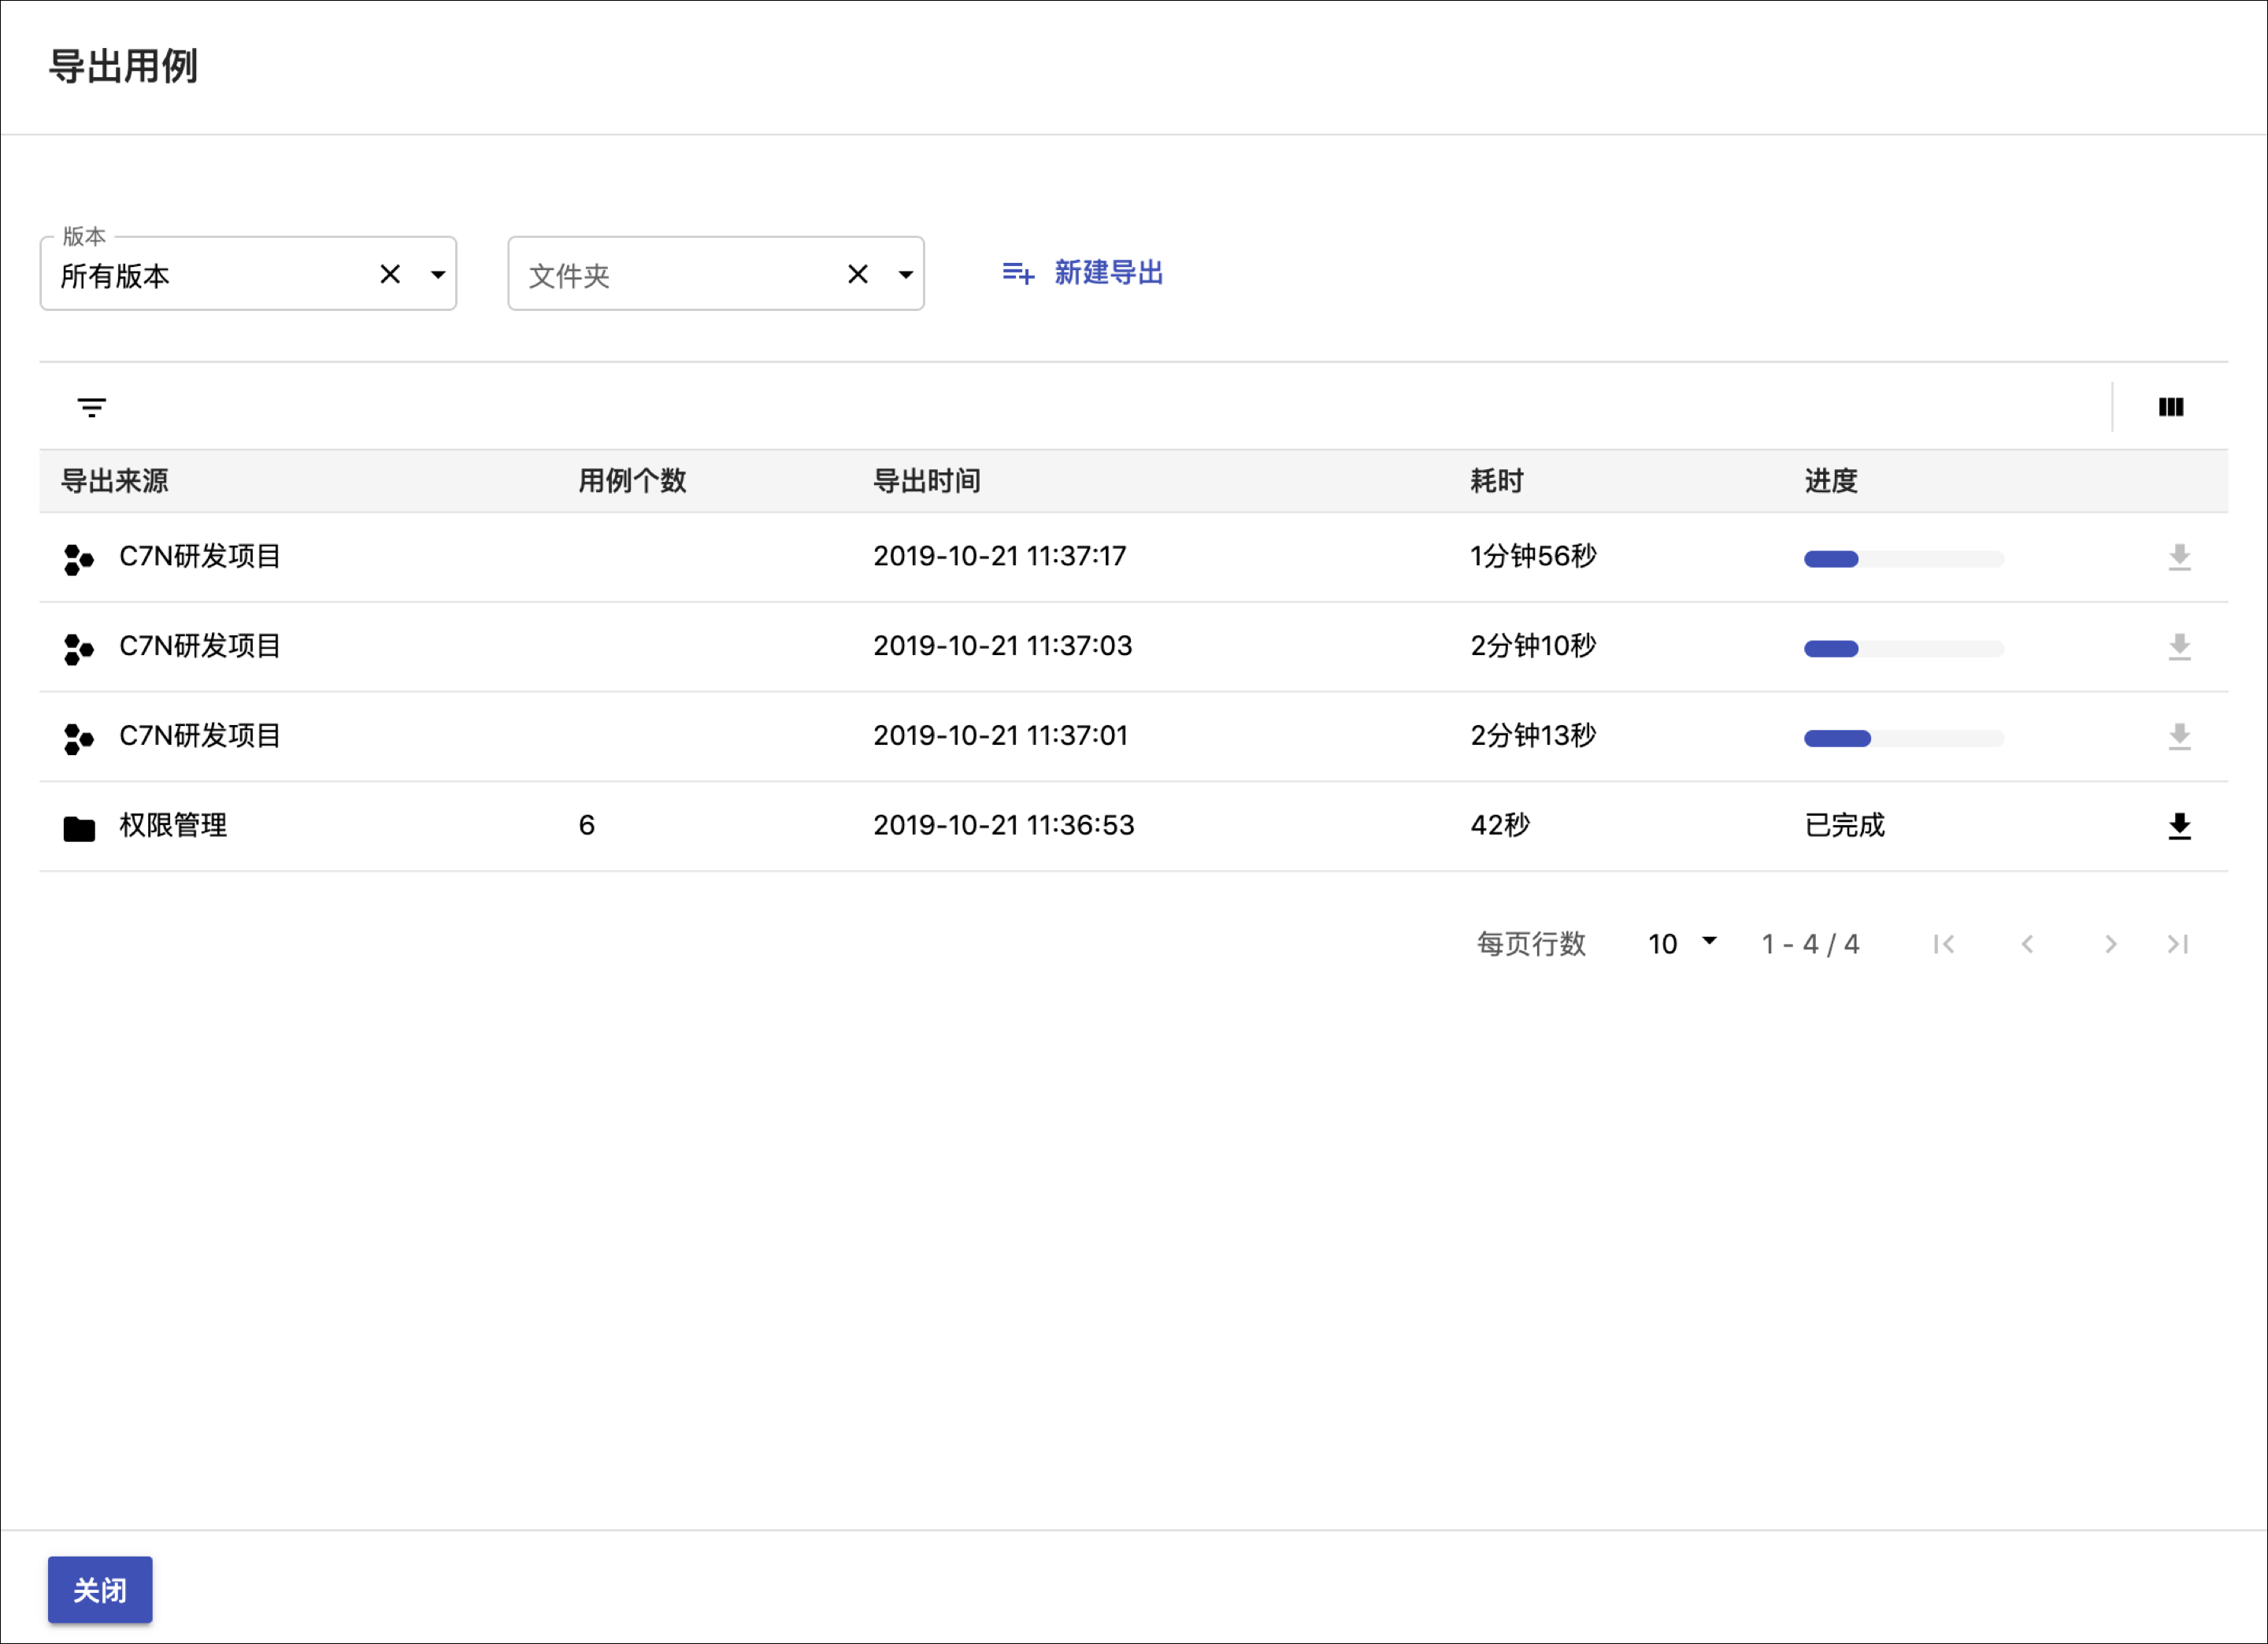 导出用例
版本
所有版本
文件夹
新建导出
导出来源 用例个数 导出时间 耗时 进度
C7N研发项目 2019-10-21 11:37:17 1分钟56秒
C7N研发项目 2019-10-21 11:37:03 2分钟10秒
C7N研发项目 2019-10-21 11:37:01 2分钟13秒
权限管理 6 2019-10-21 11:36:53 42秒 已完成
每页行数 10 1 - 4 / 4
关闭